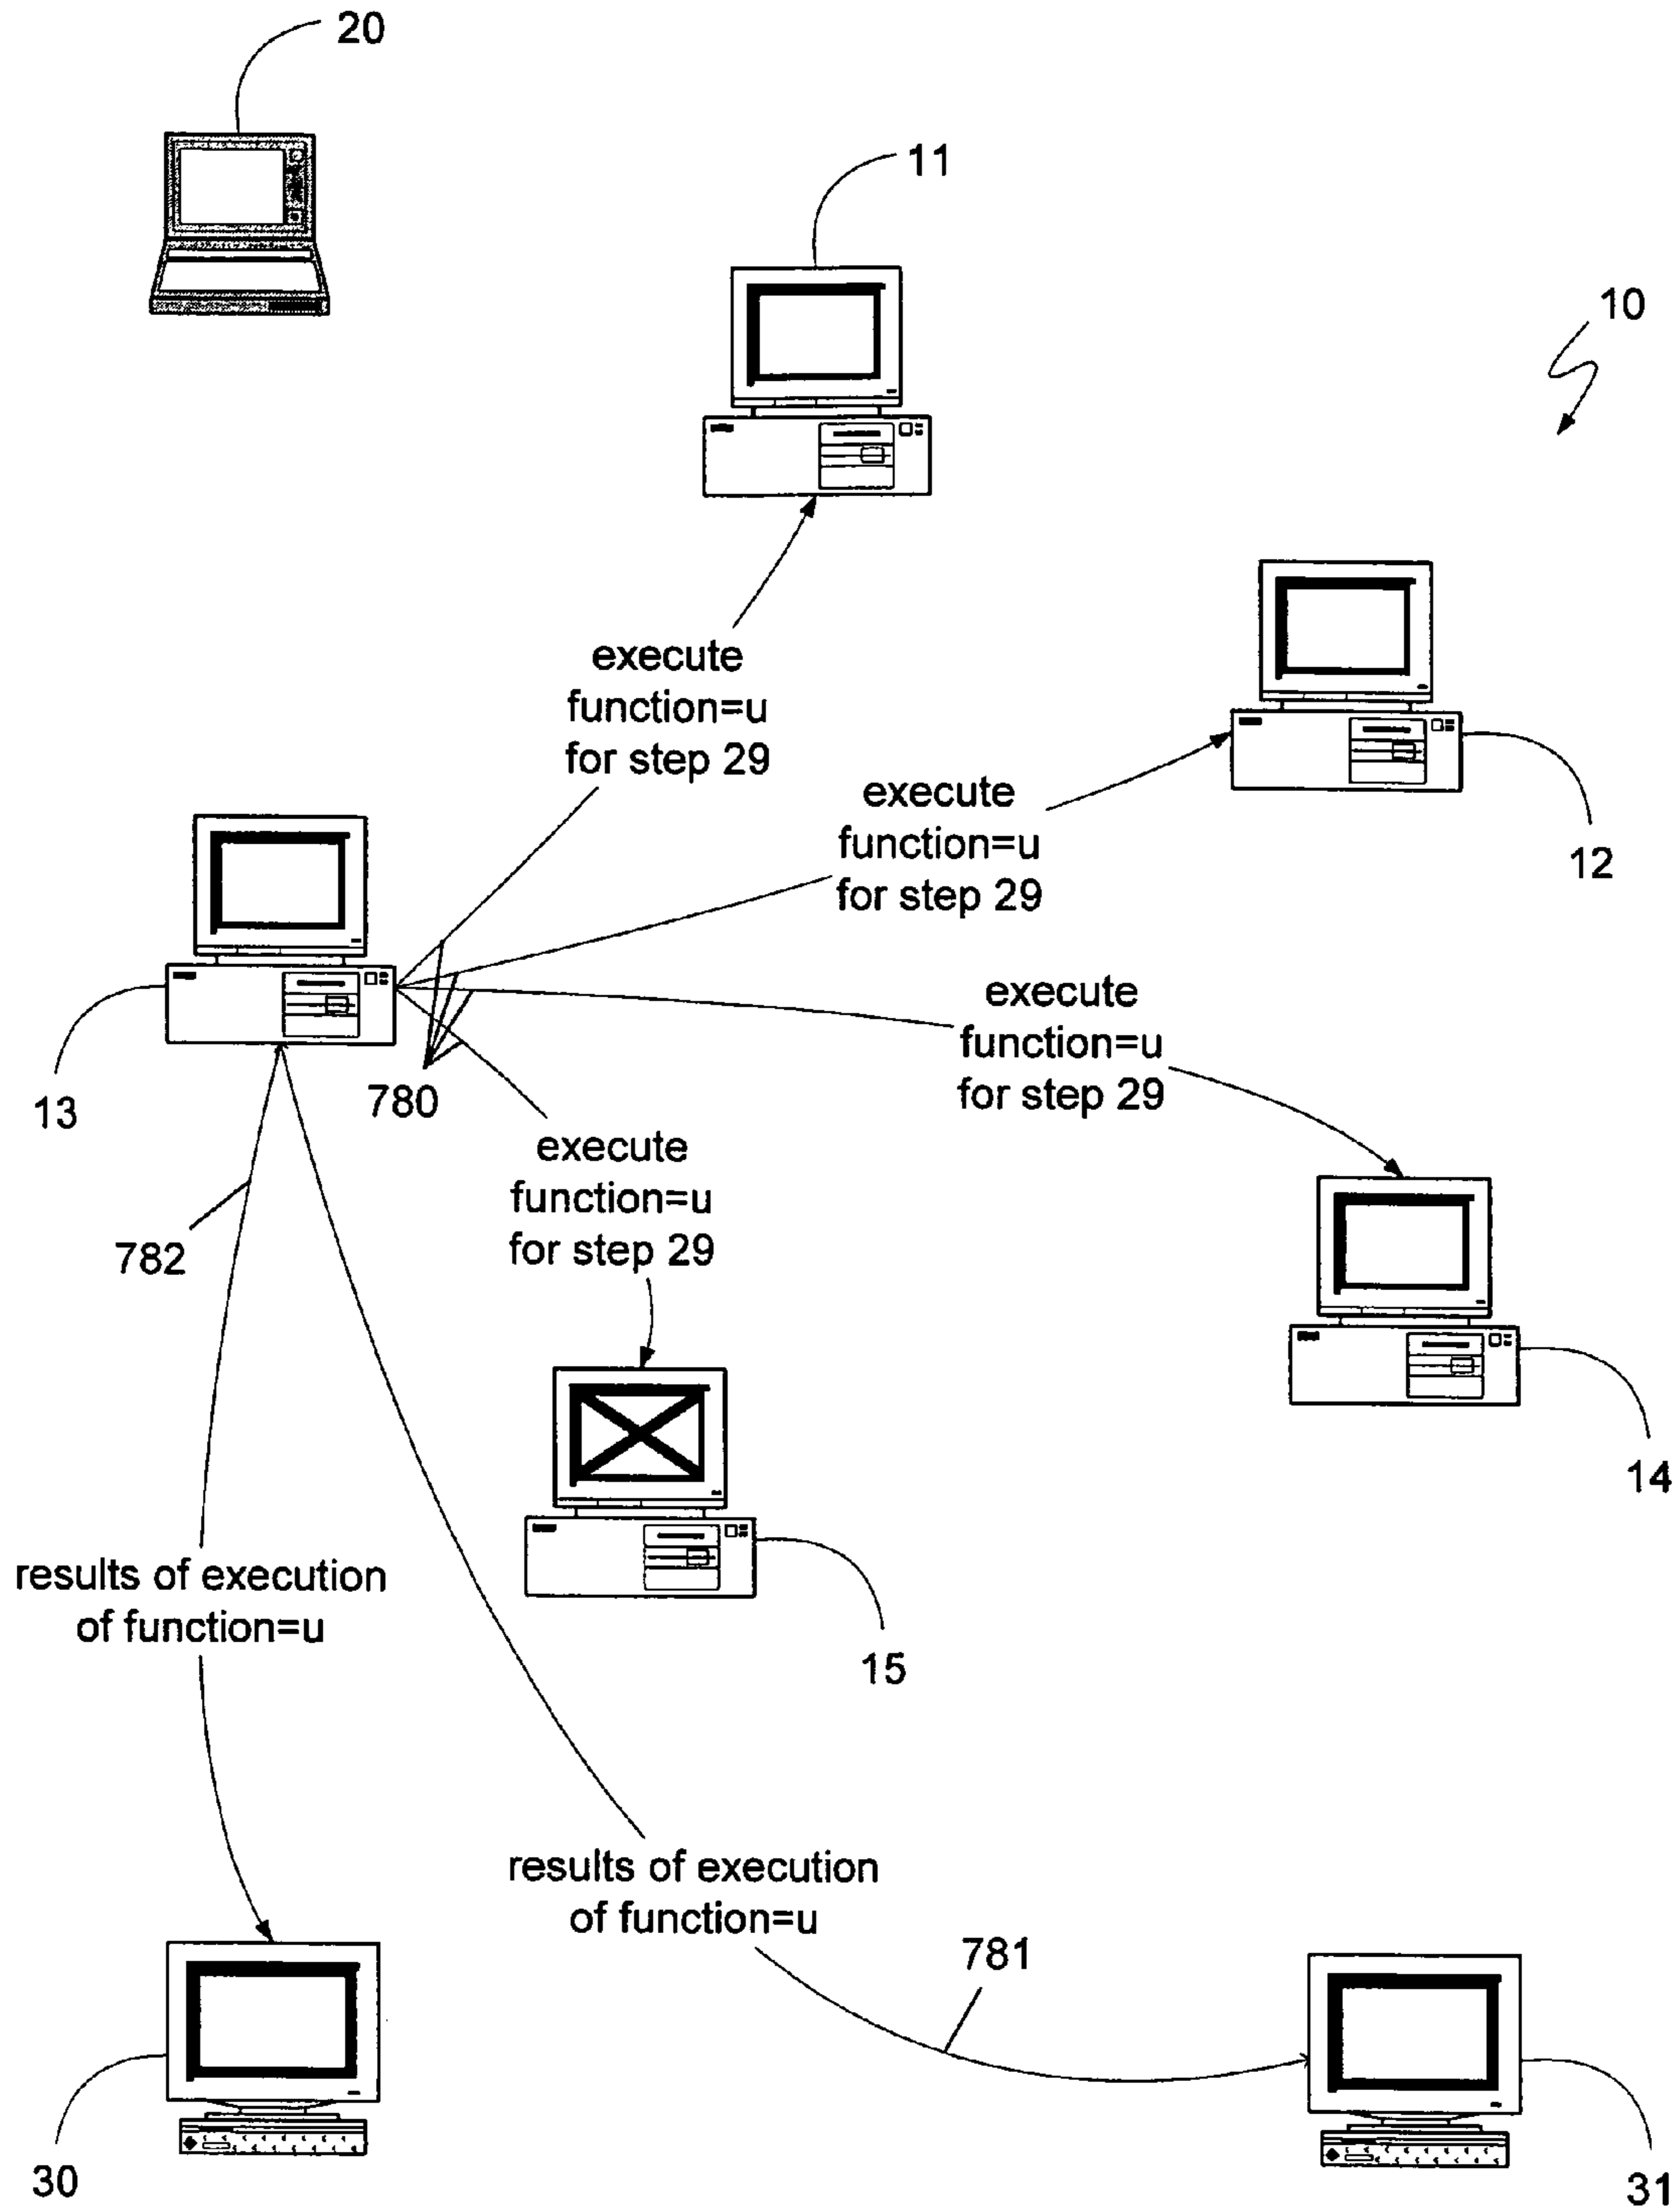 20
11
10
execute
function=u
for step 29
execute
function=u
for step 29
12
execute
function=u
for step 29
13
780
execute
function=u
for step 29
782
14
results of execution
of function=u
15
results of execution
of function=u
781
30
31